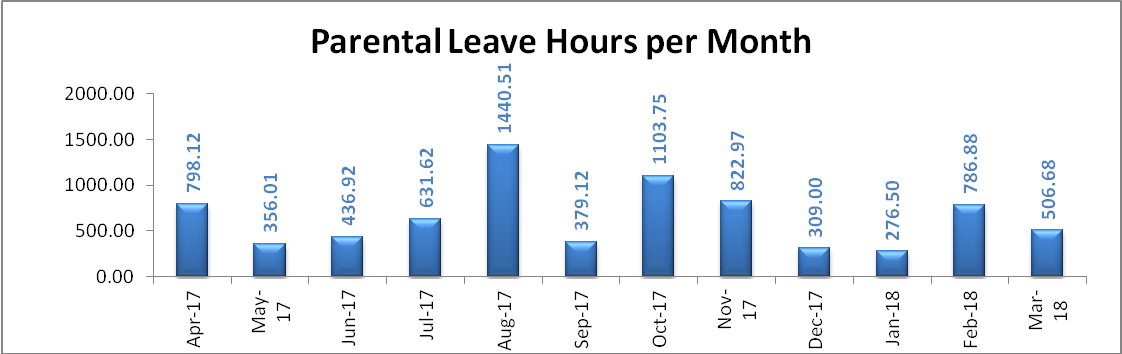 Parental Leave Hours per Month
2000.00
1500.00
1000.00
500.00
0.00
798.12
356.01
436.92
631.62
1440.51
379.12
1103.75
822.97
309.00
276.50
786.88
506.68
Apr-17
May-
17
Jun-17
Jul-17
Aug-17
Sep-17
Oct-17
Nov-
17
Dec-17
Jan-18
Feb-18
Mar-
18